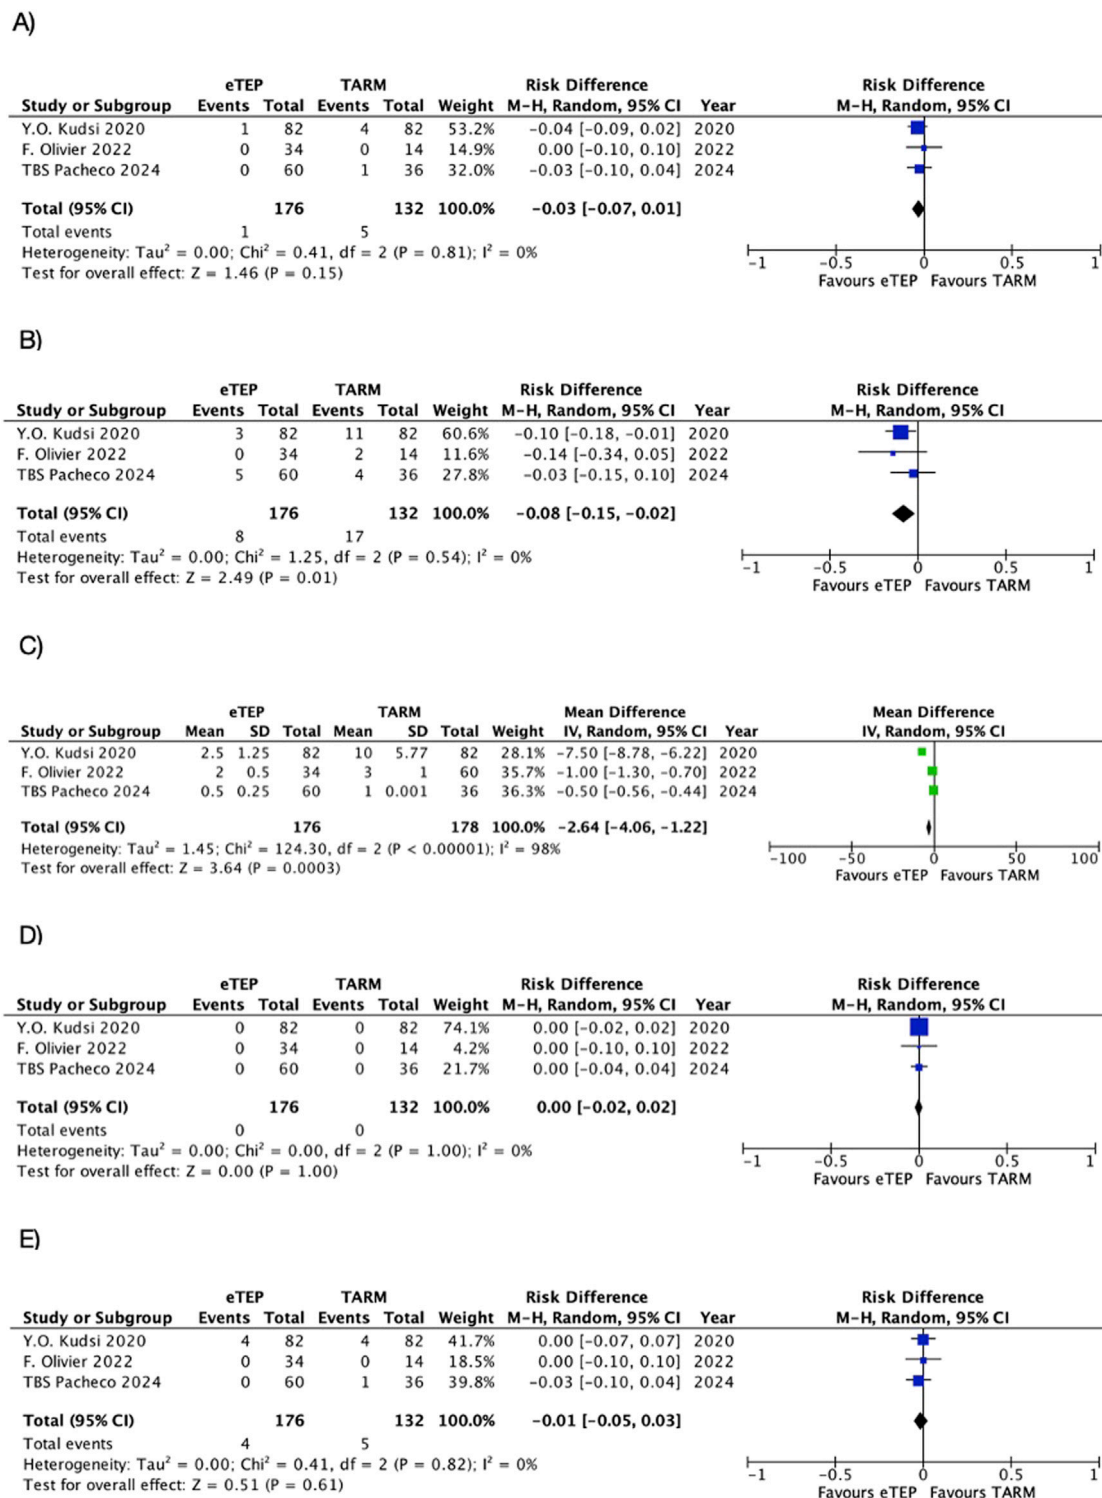 A)
eTEP TARM Risk Difference Risk Difference
Study or Subgroup Events Total Events Total Weight M-H, Random, 95% CI Year M-H, Random, 95% CI
Y.O. Kudsi 2020 1 82 4 82 53.2% -0.04 [-0.09, 0.02] 2020
F. Olivier 2022 0 34 0 14 14.9% 0.00 [-0.10, 0.10] 2022
TBS Pacheco 2024 0 60 1 36 32.0% -0.03 [-0.10, 0.04] 2024
Total (95% CI) 176 132 100.0% -0.03 [-0.07, 0.01]
Total events 1 5
Heterogeneity: Tau² = 0.00; Chi² = 0.41, df = 2 (P = 0.81); I² = 0%
Test for overall effect: Z = 1.46 (P = 0.15)
-1 -0.5 0 0.5 1
Favours eTEP Favours TARM
B)
eTEP TARM Risk Difference Risk Difference
Study or Subgroup Events Total Events Total Weight M-H, Random, 95% CI Year M-H, Random, 95% CI
Y.O. Kudsi 2020 3 82 11 82 60.6% -0.10 [-0.18, -0.01] 2020
F. Olivier 2022 0 34 2 14 11.6% -0.14 [-0.34, 0.05] 2022
TBS Pacheco 2024 5 60 4 36 27.8% -0.03 [-0.15, 0.10] 2024
Total (95% CI) 176 132 100.0% -0.08 [-0.15, -0.02]
Total events 8 17
Heterogeneity: Tau² = 0.00; Chi² = 1.25, df = 2 (P = 0.54); I² = 0%
Test for overall effect: Z = 2.49 (P = 0.01)
-1 -0.5 0 0.5 1
Favours eTEP Favours TARM
C)
eTEP TARM Mean Difference Mean Difference
Study or Subgroup Mean SD Total Mean SD Total Weight IV, Random, 95% CI Year IV, Random, 95% CI
Y.O. Kudsi 2020 2.5 1.25 82 10 5.77 82 28.1% -7.50 [-8.78, -6.22] 2020
F. Olivier 2022 2 0.5 34 3 1 60 35.7% -1.00 [-1.30, -0.70] 2022
TBS Pacheco 2024 0.5 0.25 60 1 0.001 36 36.3% -0.50 [-0.56, -0.44] 2024
Total (95% CI) 176 178 100.0% -2.64 [-4.06, -1.22]
Heterogeneity: Tau² = 1.45; Chi² = 124.30, df = 2 (P < 0.00001); I² = 98%
Test for overall effect: Z = 3.64 (P = 0.0003)
-100 -50 0 50 100
Favours eTEP Favours TARM
D)
eTEP TARM Risk Difference Risk Difference
Study or Subgroup Events Total Events Total Weight M-H, Random, 95% CI Year M-H, Random, 95% CI
Y.O. Kudsi 2020 0 82 0 82 74.1% 0.00 [-0.02, 0.02] 2020
F. Olivier 2022 0 34 0 14 4.2% 0.00 [-0.10, 0.10] 2022
TBS Pacheco 2024 0 60 0 36 21.7% 0.00 [-0.04, 0.04] 2024
Total (95% CI) 176 132 100.0% 0.00 [-0.02, 0.02]
Total events 0 0
Heterogeneity: Tau² = 0.00; Chi² = 0.00, df = 2 (P = 1.00); I² = 0%
Test for overall effect: Z = 0.00 (P = 1.00)
-1 -0.5 0 0.5 1
Favours eTEP Favours TARM
E)
eTEP TARM Risk Difference Risk Difference
Study or Subgroup Events Total Events Total Weight M-H, Random, 95% CI Year M-H, Random, 95% CI
Y.O. Kudsi 2020 4 82 4 82 41.7% 0.00 [-0.07, 0.07] 2020
F. Olivier 2022 0 34 0 14 18.5% 0.00 [-0.10, 0.10] 2022
TBS Pacheco 2024 0 60 1 36 39.8% -0.03 [-0.10, 0.04] 2024
Total (95% CI) 176 132 100.0% -0.01 [-0.05, 0.03]
Total events 4 5
Heterogeneity: Tau² = 0.00; Chi² = 0.41, df = 2 (P = 0.82); I² = 0%
Test for overall effect: Z = 0.51 (P = 0.61)
-1 -0.5 0 0.5 1
Favours eTEP Favours TARM